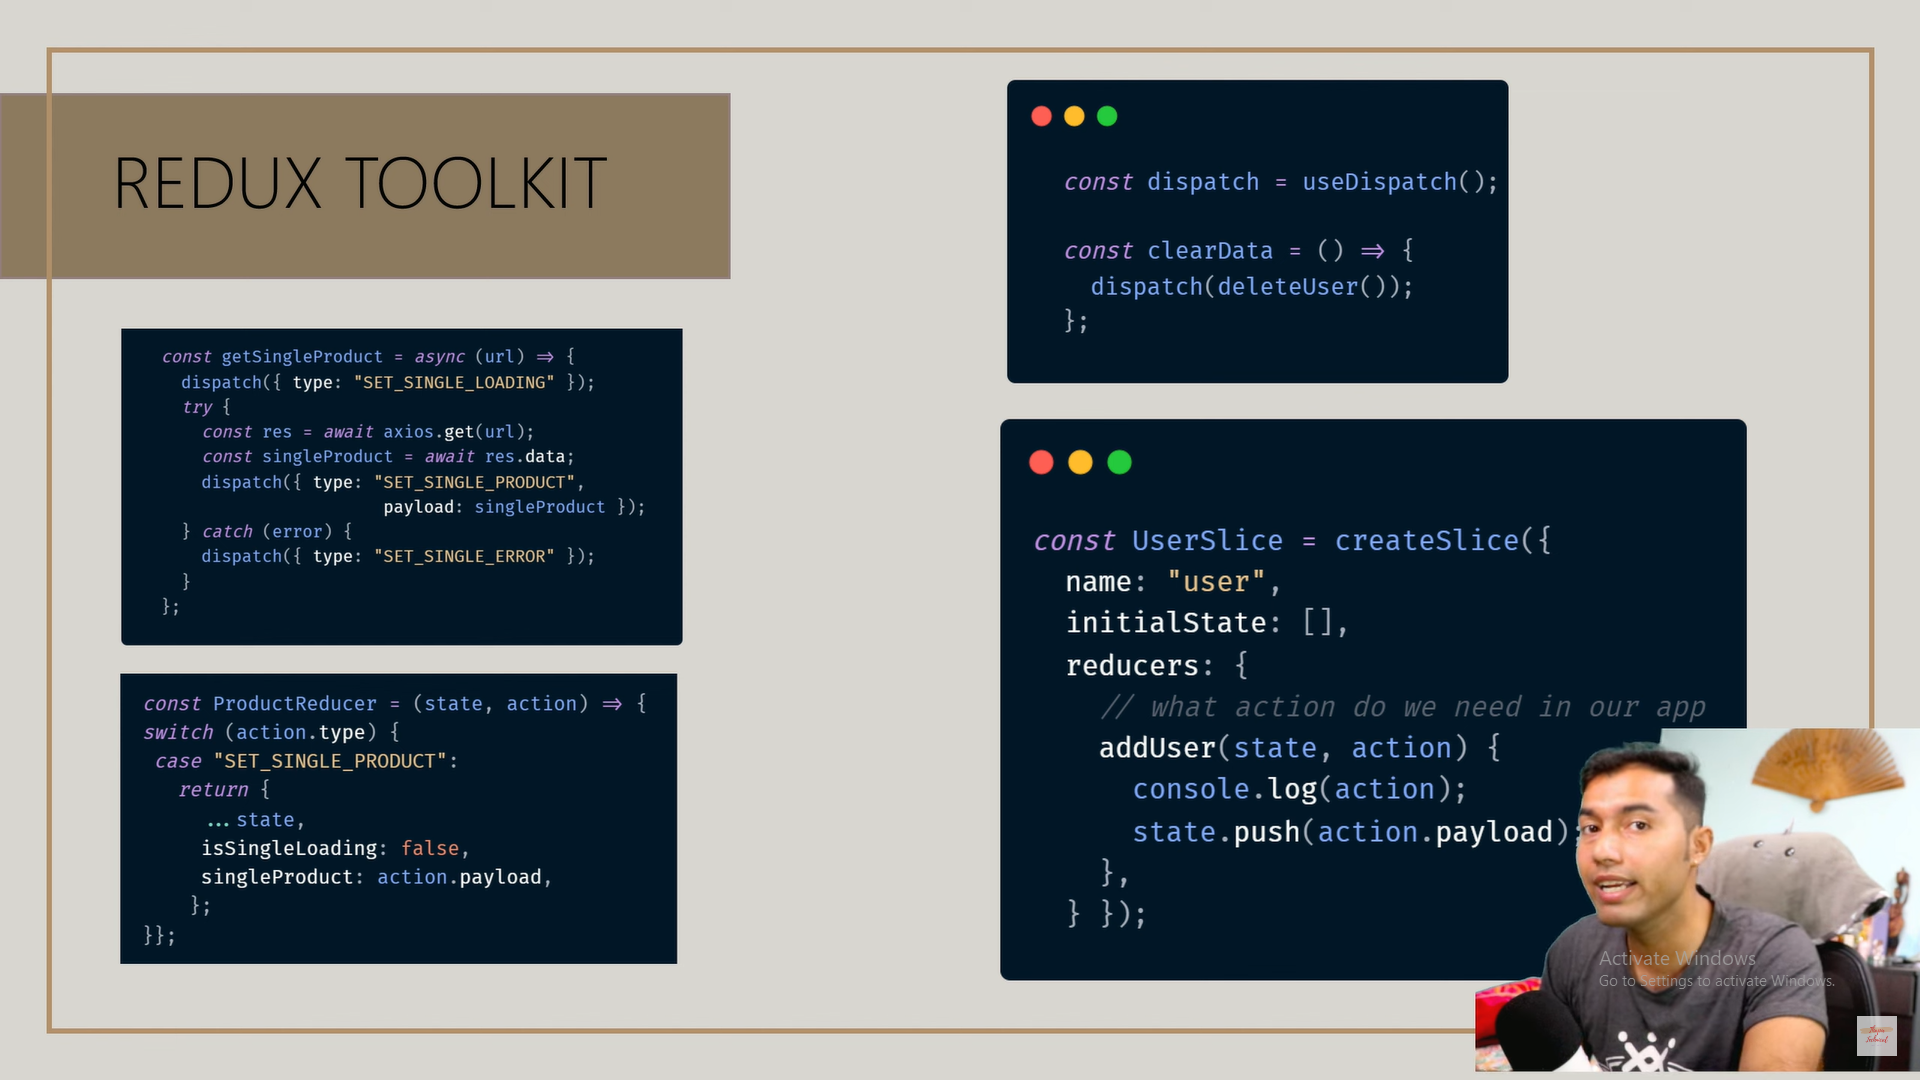 REDUX TOOLKIT
const getSingleProduct = async (url) => {
dispatch({ type: "SET_SINGLE_LOADING" });
try {
const res = await axios.get(url);
const singleProduct = await res.data;
dispatch({ type: "SET_SINGLE_PRODUCT",
payload: singleProduct });
} catch (error) {
dispatch({ type: "SET_SINGLE_ERROR" });
}
};
const ProductReducer = (state, action) => {
switch (action.type) {
case "SET_SINGLE_PRODUCT":
return {
...state,
isSingleLoading: false,
singleProduct: action.payload,
};
}};
const dispatch = useDispatch();
const clearData = () => {
dispatch(deleteUser());
};
const UserSlice = createSlice({
name: "user",
initialState: [],
reducers: {
// what action do we need in our app
addUser(state, action) {
console.log(action);
state.push(action.payload);
},
} });
Activate Windows
Go to Settings to activate Windows.